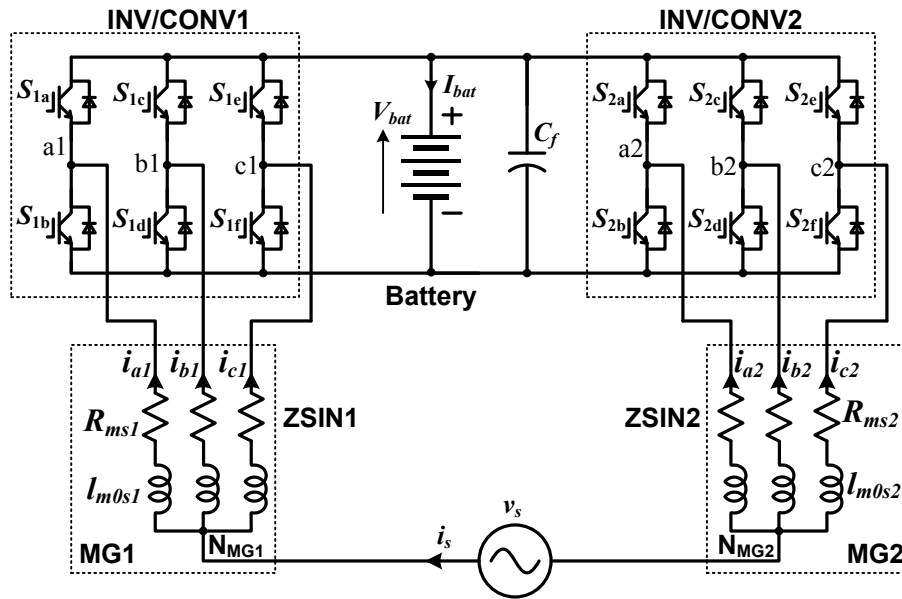 INV/CONV1
INV/CONV2
S1a
S1c
S1e
Vbat
Ibat
+
Cf
S2a
S2c
S2e
a1
b1
c1
a2
b2
c2
S1b
S1d
S1f
−
S2b
S2d
S2f
Battery
ia1
ib1
ic1
ia2
ib2
ic2
Rms1
ZSIN1
ZSIN2
Rms2
lm0s1
lm0s2
vs
MG1
NMG1
is
NMG2
MG2